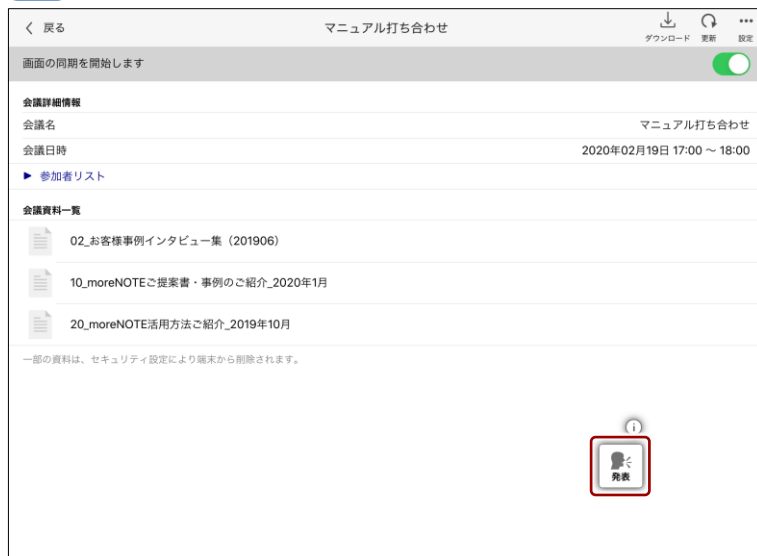 戻る
マニュアル打ち合わせ
ダウンロード 更新 設定
画面の同期を開始します
会議詳細情報
会議名 マニュアル打ち合わせ
会議日時 2020年02月19日 17:00 ～ 18:00
▶ 参加者リスト
会議資料一覧
02_お客様事例インタビュー集（201906）
10_moreNOTEご提案書・事例のご紹介_2020年1月
20_moreNOTE活用方法ご紹介_2019年10月
一部の資料は、セキュリティ設定により端末から削除されます。
発表